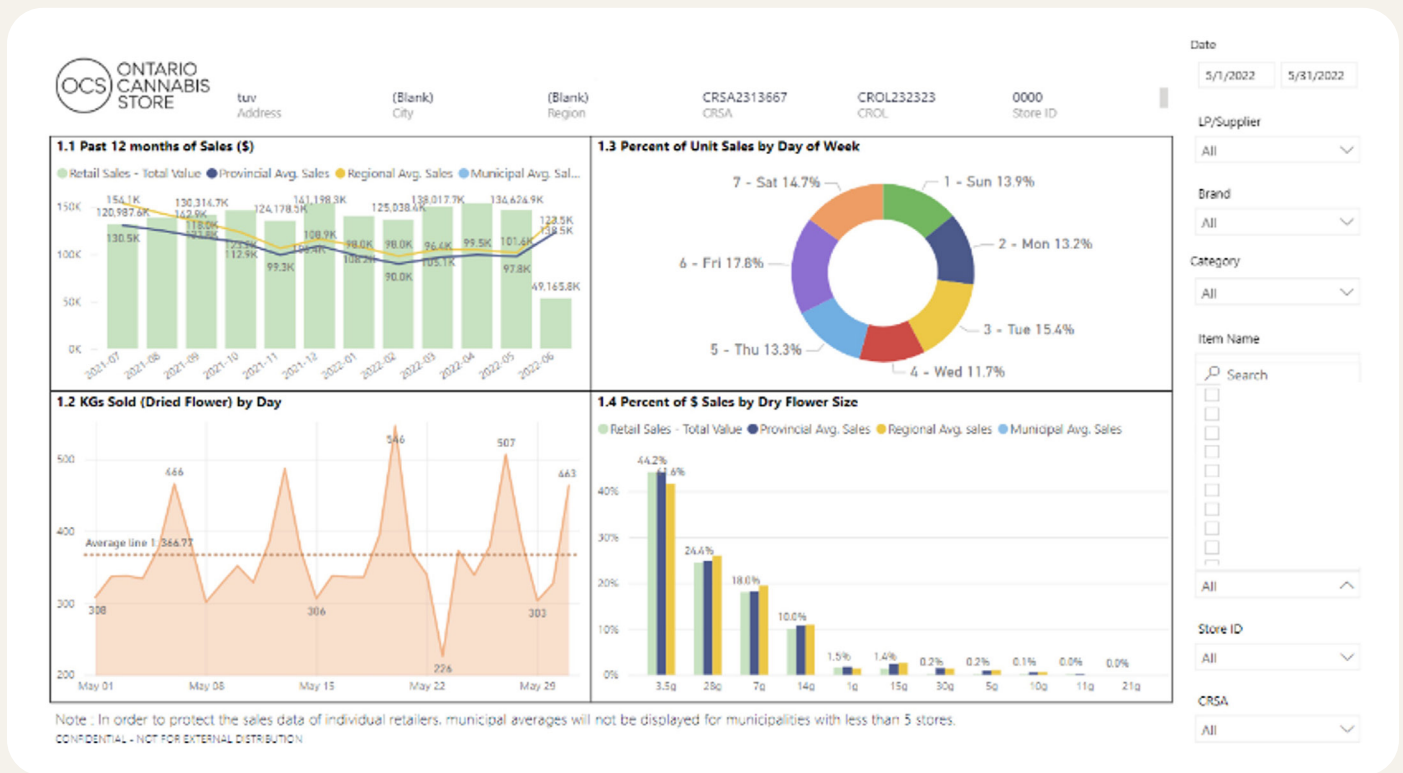 OCS ONTARIO CANNABIS STORE
tuv (Blank) (Blank) CRSA2313667 CROL232323 0000
Address City Region CRSA CROL Store ID
1.1 Past 12 months of Sales ($)
Retail Sales - Total Value Provincial Avg. Sales Regional Avg. Sales Municipal Avg. Sal...
150K
100K
50K
0K
154.1K
120,987.6K
130.5K
130,314.7K
142.9K
118.0K
112.9K
124,178.5K
99.3K
141,198.3K
108.9K
98.0K
125,038.4K
98.0K
90.0K
138,017.7K
96.4K
105.1K
99.5K
134,624.9K
101.6K
97.8K
123.5K
49,165.8K
2021-07 2021-08 2021-09 2021-10 2021-11 2021-12 2022-01 2022-02 2022-03 2022-04 2022-05 2022-06
1.3 Percent of Unit Sales by Day of Week
7 - Sat 14.7%
1 - Sun 13.9%
2 - Mon 13.2%
6 - Fri 17.8%
3 - Tue 15.4%
5 - Thu 13.3%
4 - Wed 11.7%
1.2 KGs Sold (Dried Flower) by Day
500
400
300
200
Average line 1: 366.77
308
466
306
546
226
507
303
463
May 01 May 08 May 15 May 22 May 29
1.4 Percent of $ Sales by Dry Flower Size
Retail Sales - Total Value Provincial Avg. Sales Regional Avg. sales Municipal Avg. Sales
40%
30%
20%
10%
0%
44.2%
41.6%
24.4%
18.0%
10.0%
1.5% 1.4% 0.2% 0.2% 0.1% 0.0% 0.0%
3.5g 28g 7g 14g 1g 15g 30g 5g 10g 11g 21g
Note : In order to protect the sales data of individual retailers, municipal averages will not be displayed for municipalities with less than 5 stores.
CONFIDENTIAL - NOT FOR EXTERNAL DISTRIBUTION
Date
5/1/2022 5/31/2022
LP/Supplier
All
Brand
All
Category
All
Item Name
Search
All
Store ID
All
CRSA
All